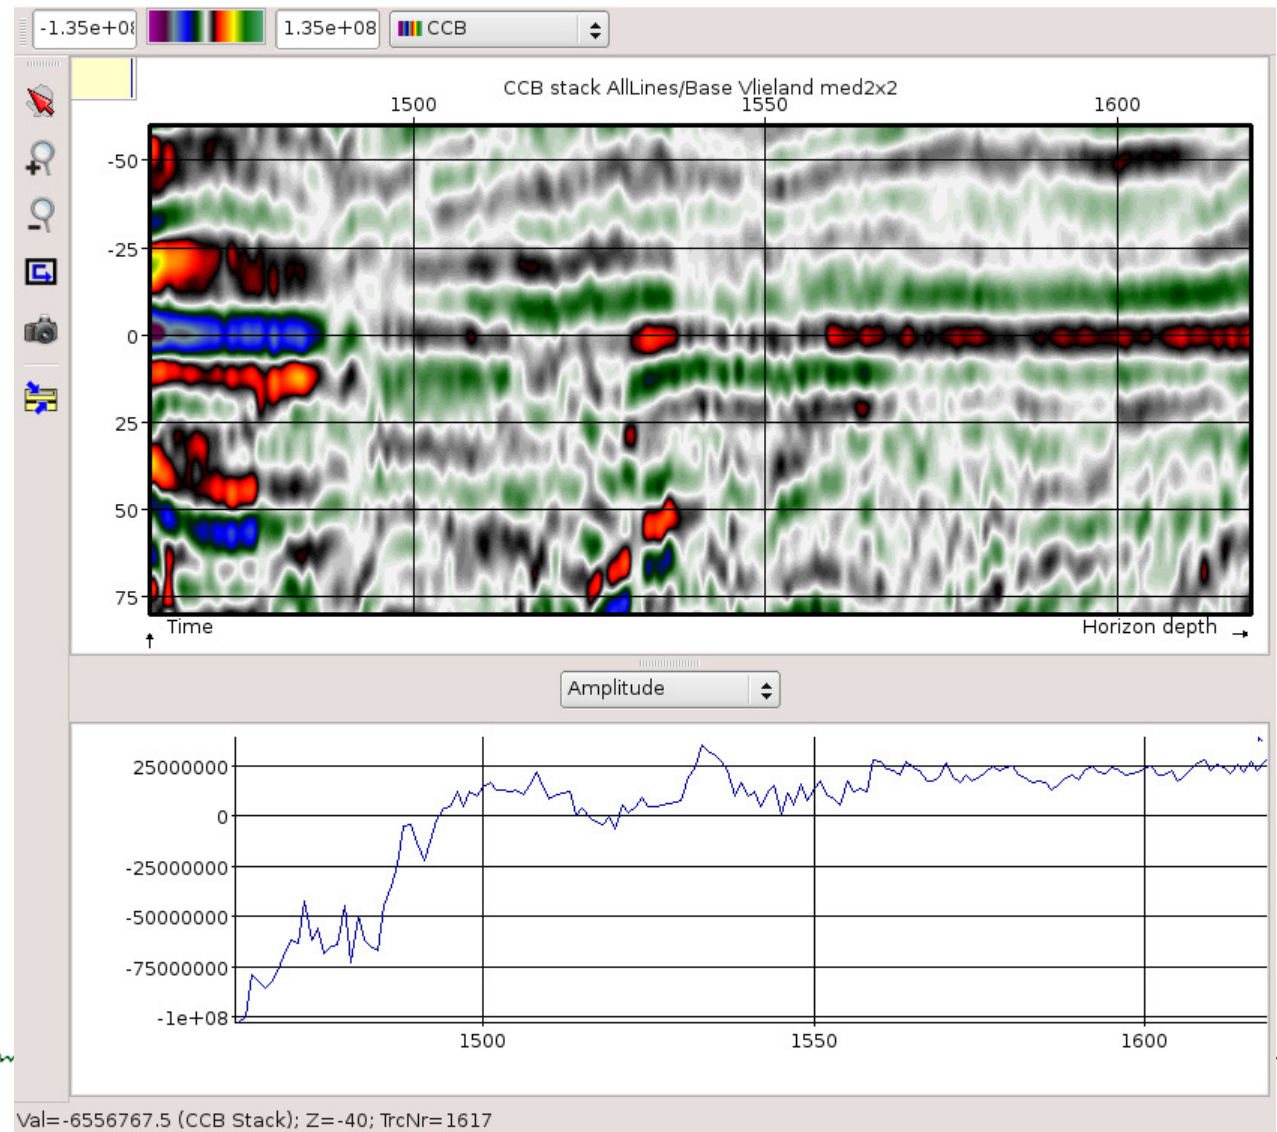 -1.35e+08 1.35e+08 CCB
CCB stack AllLines/Base Vlieland med2x2
1500 1550 1600
-50
-25
0
25
50
75
Time Horizon depth
Amplitude
25000000
0
-25000000
-50000000
-75000000
-1e+08
1500 1550 1600
Val=-6556767.5 (CCB Stack); Z=-40; TrcNr=1617